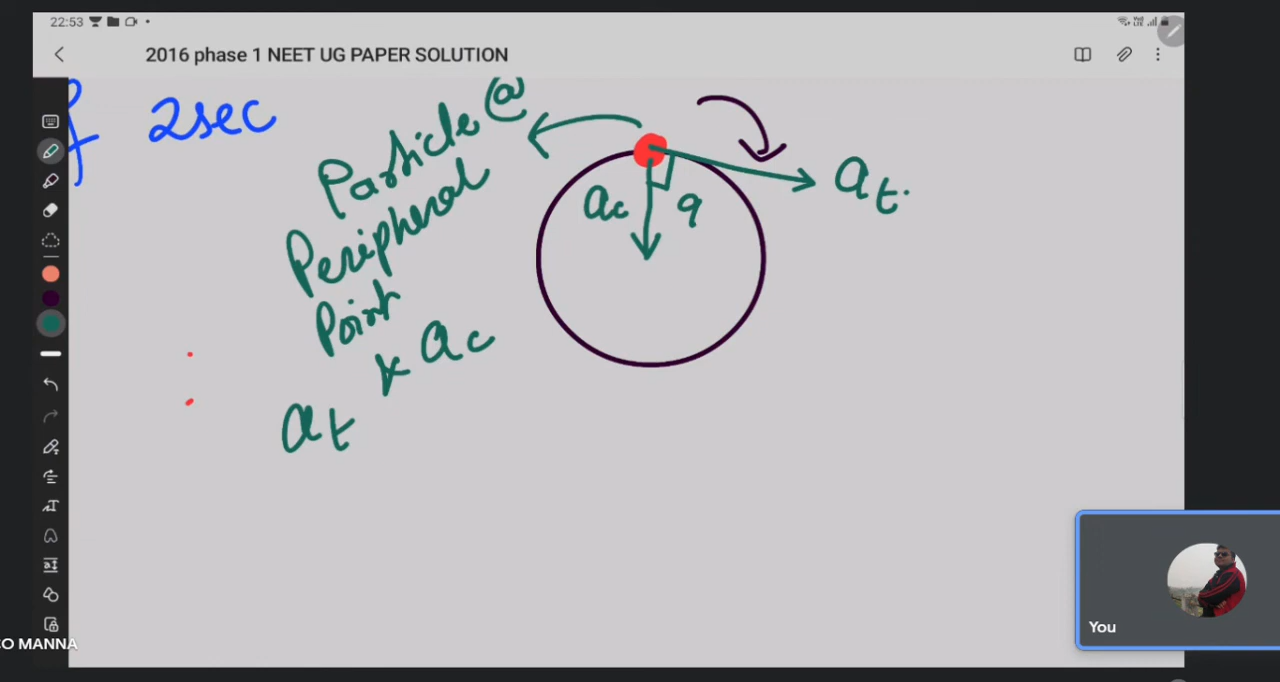 22:53
2016 phase 1 NEET UG PAPER SOLUTION
f 2sec
Particle @
Peripheral
Point
ac
at
ac
9
at.
You
O MANNA